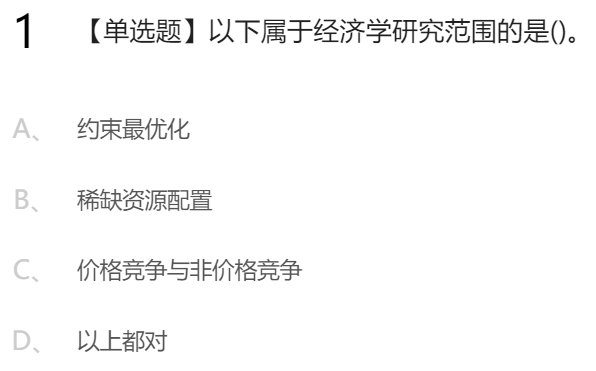 1 【单选题】以下属于经济学研究范围的是()。
A、 约束最优化
B、 稀缺资源配置
C、 价格竞争与非价格竞争
D、 以上都对